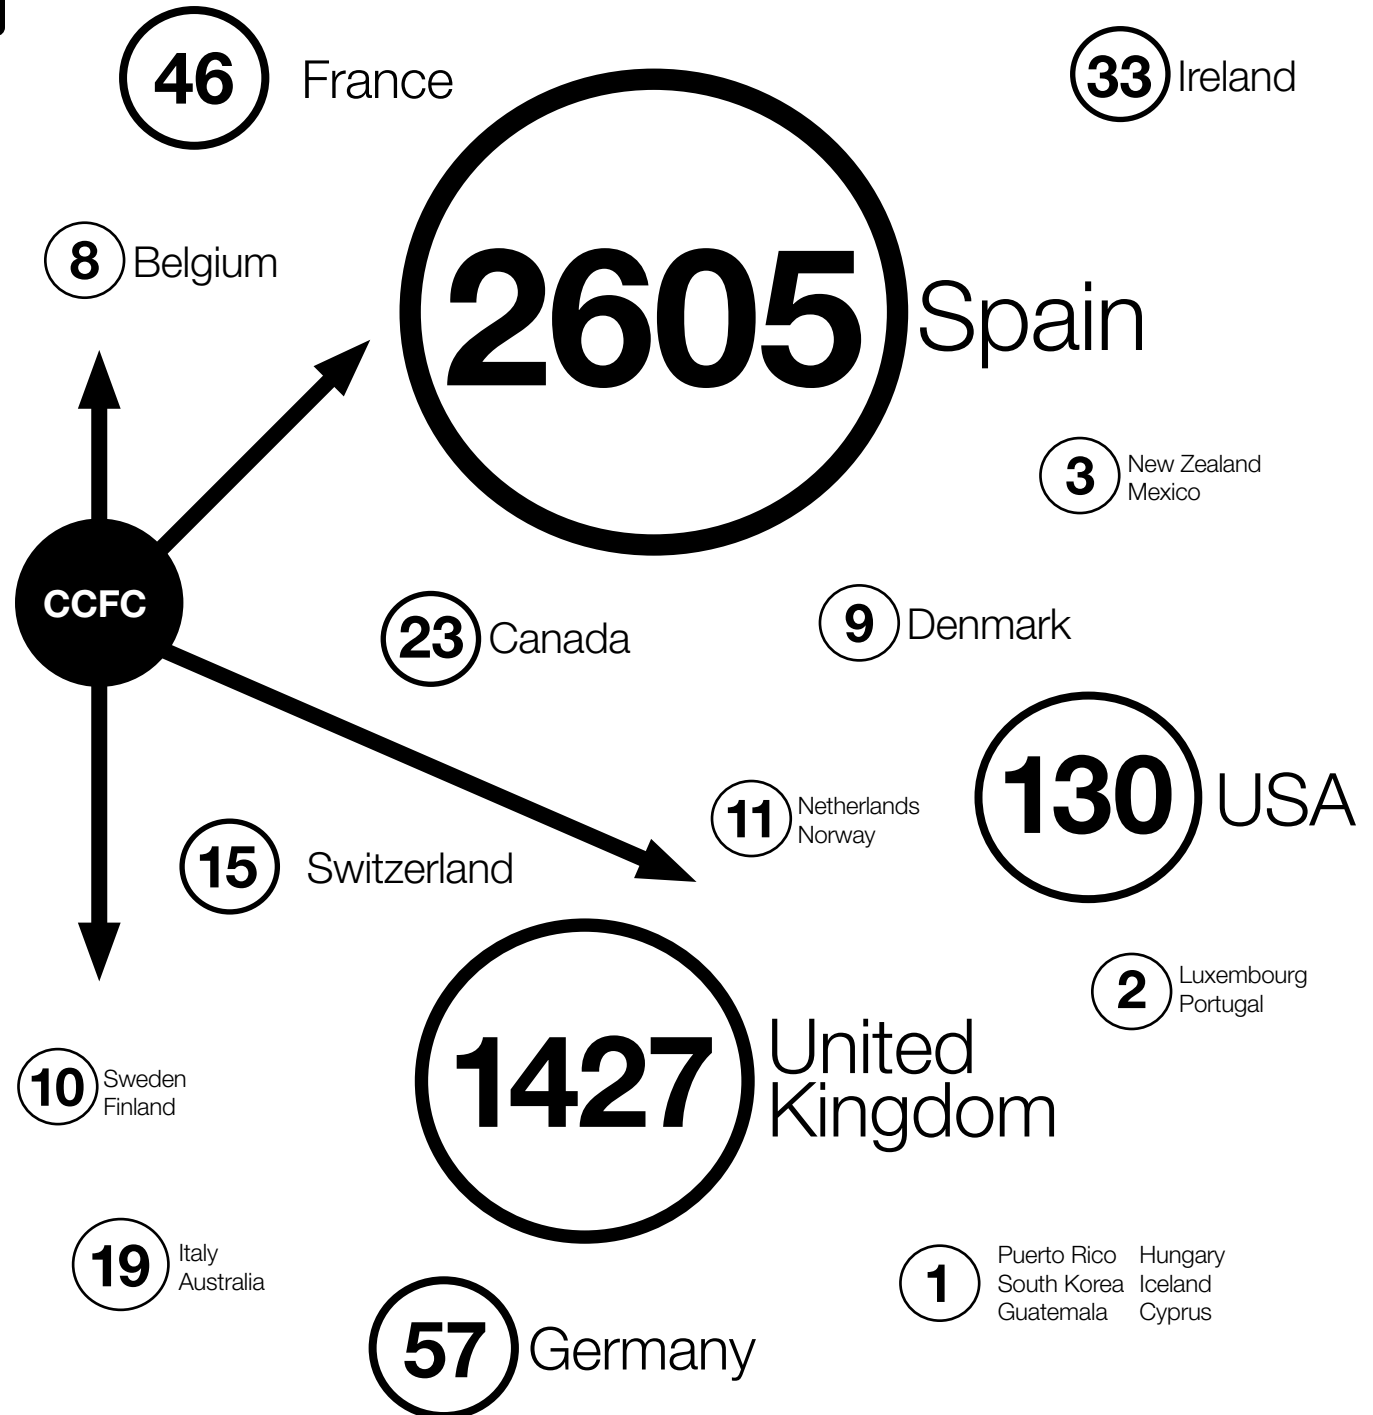 46 France
33 Ireland
8 Belgium
2605 Spain
3 New Zealand
Mexico
CCFC
23 Canada
9 Denmark
130 USA
11 Netherlands
Norway
15 Switzerland
2 Luxembourg
Portugal
1427 United
Kingdom
10 Sweden
Finland
19 Italy
Australia
1 Puerto Rico Hungary
South Korea Iceland
Guatemala Cyprus
57 Germany